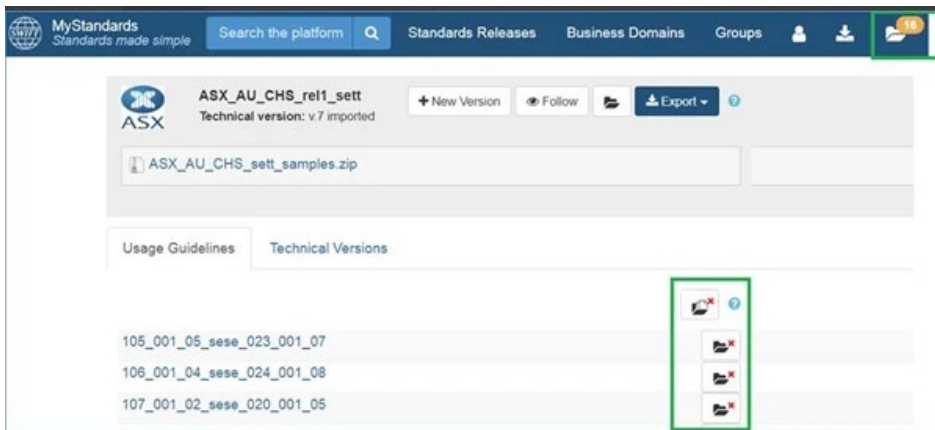 SWIFT
MyStandards
Standards made simple
Search the platform
Standards Releases
Business Domains
Groups
16
ASX
ASX_AU_CHS_rel1_sett
Technical version: v.7 imported
+ New Version
Follow
Export
?
ASX_AU_CHS_sett_samples.zip
Usage Guidelines
Technical Versions
?
105_001_05_sese_023_001_07
106_001_04_sese_024_001_08
107_001_02_sese_020_001_05